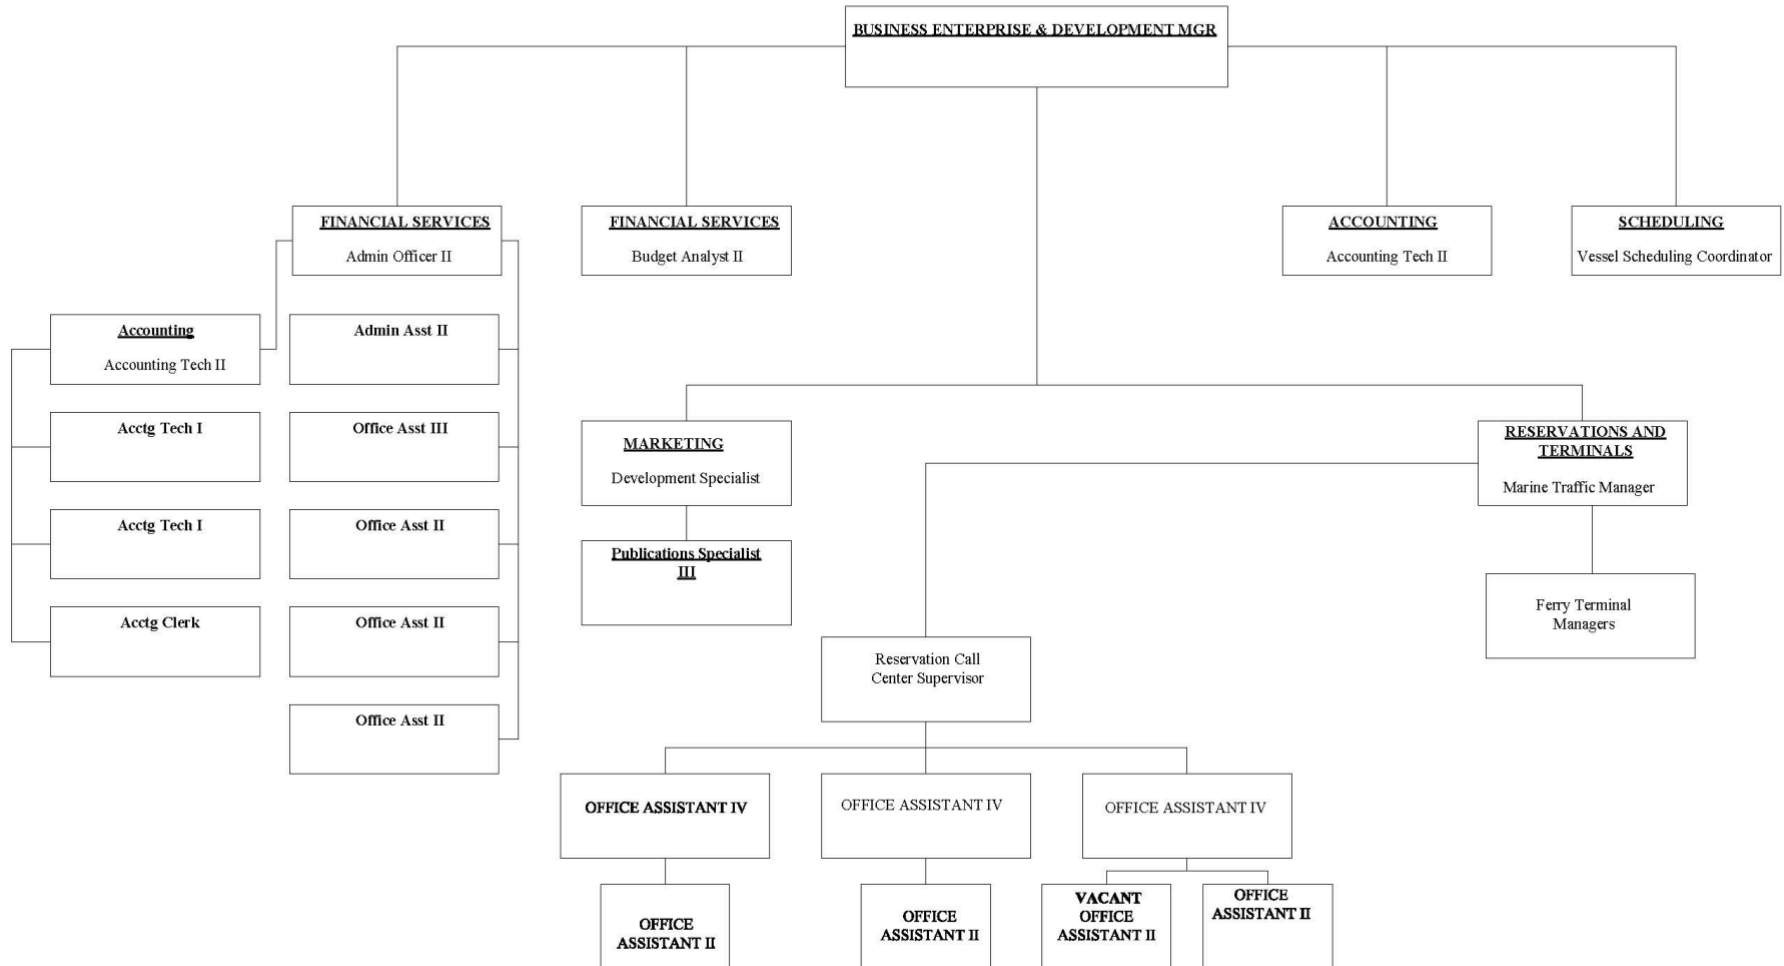 BUSINESS ENTERPRISE & DEVELOPMENT MGR
FINANCIAL SERVICES
Admin Officer II
FINANCIAL SERVICES
Budget Analyst II
ACCOUNTING
Accounting Tech II
SCHEDULING
Vessel Scheduling Coordinator
Accounting
Accounting Tech II
Admin Asst II
Acctg Tech I
Office Asst III
MARKETING
Development Specialist
RESERVATIONS AND
TERMINALS
Marine Traffic Manager
Acctg Tech I
Office Asst II
Publications Specialist
III
Ferry Terminal
Managers
Acctg Clerk
Office Asst II
Reservation Call
Center Supervisor
Office Asst II
OFFICE ASSISTANT IV
OFFICE ASSISTANT IV
OFFICE ASSISTANT IV
OFFICE
ASSISTANT II
OFFICE
ASSISTANT II
VACANT
OFFICE
ASSISTANT II
OFFICE
ASSISTANT II